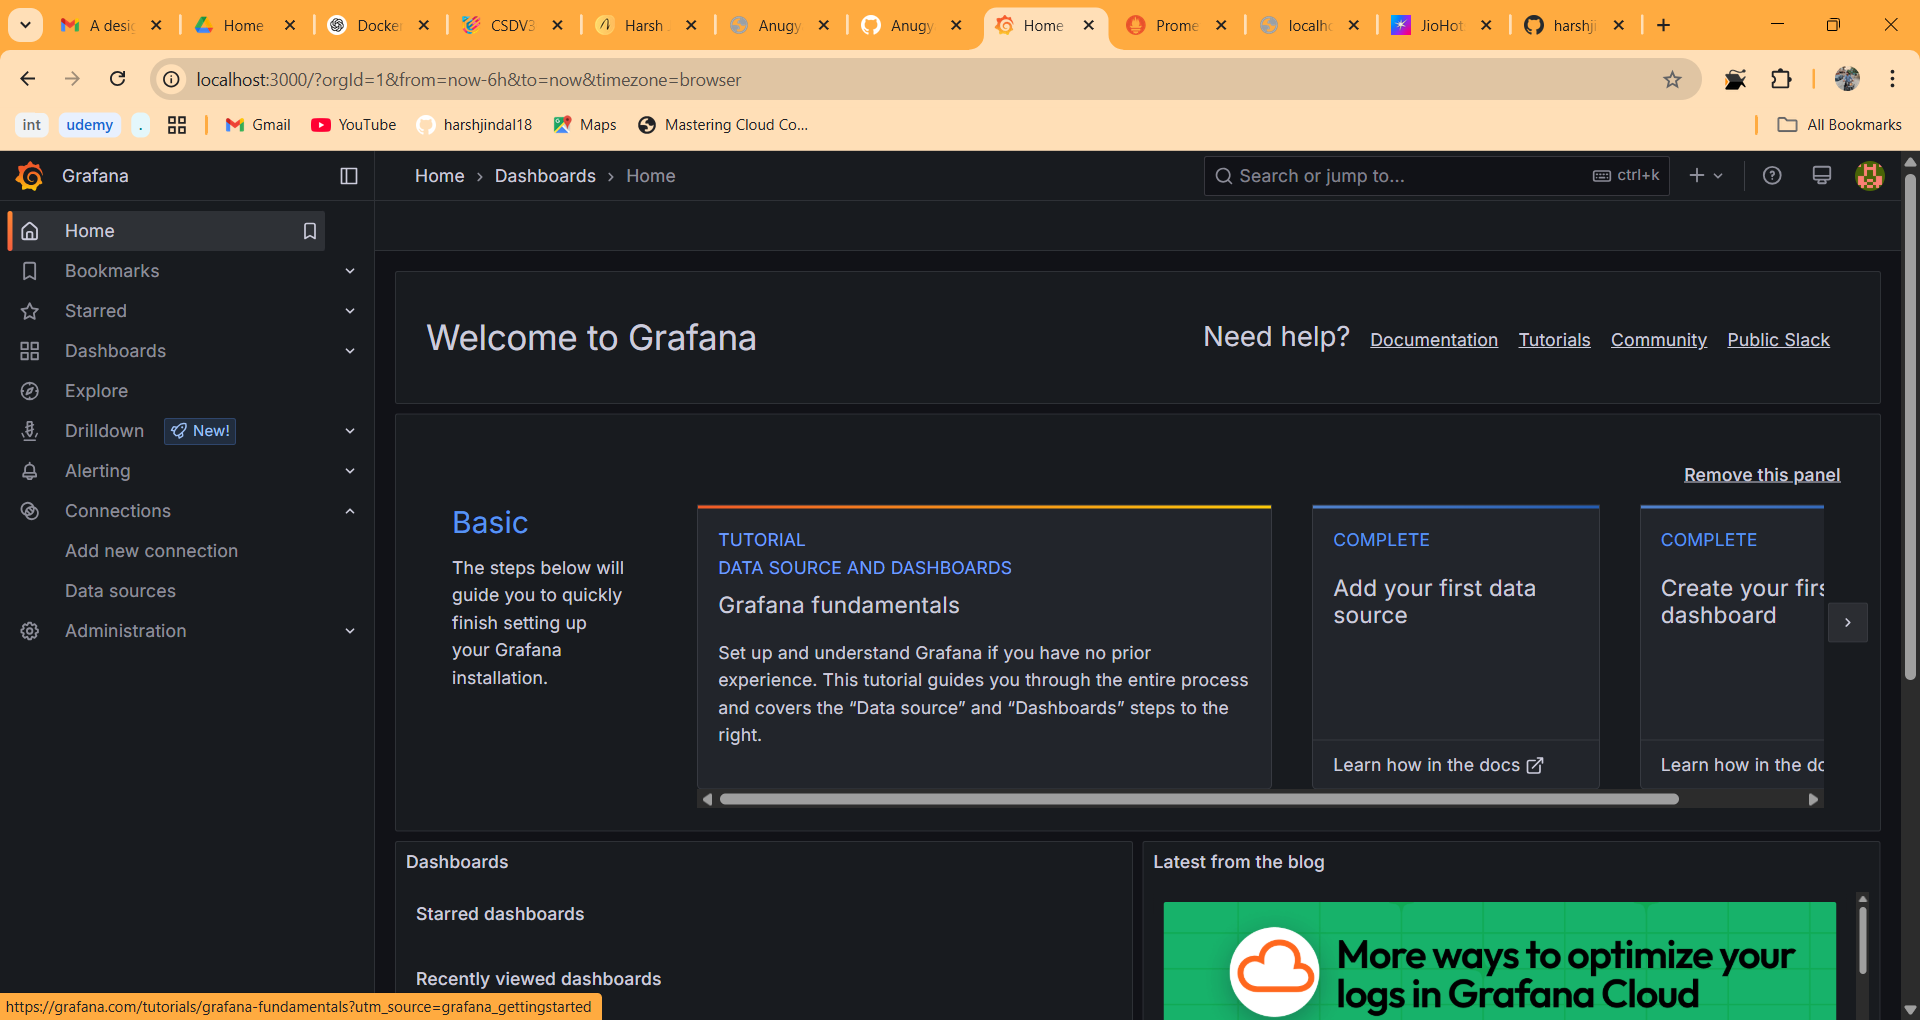 A desig
Home
Docker
CSDV3
Harsh
Anugy
Anugy
Home
Prome
localho
JioHot
harshji
localhost:3000/?orgId=1&from=now-6h&to=now&timezone=browser
int
udemy
.
Gmail
YouTube
harshjindal18
Maps
Mastering Cloud Co...
All Bookmarks
Grafana
Home › Dashboards › Home
Search or jump to...
ctrl+k
Home
Bookmarks
Starred
Dashboards
Explore
Drilldown
New!
Alerting
Connections
Add new connection
Data sources
Administration
Welcome to Grafana
Need help?
Documentation
Tutorials
Community
Public Slack
Remove this panel
Basic
The steps below will
guide you to quickly
finish setting up
your Grafana
installation.
TUTORIAL
DATA SOURCE AND DASHBOARDS
Grafana fundamentals
Set up and understand Grafana if you have no prior
experience. This tutorial guides you through the entire process
and covers the “Data source” and “Dashboards” steps to the
right.
COMPLETE
Add your first data
source
Learn how in the docs
COMPLETE
Create your firs
dashboard
Learn how in the do
Dashboards
Starred dashboards
Recently viewed dashboards
Latest from the blog
More ways to optimize your
logs in Grafana Cloud
https://grafana.com/tutorials/grafana-fundamentals?utm_source=grafana_gettingstarted